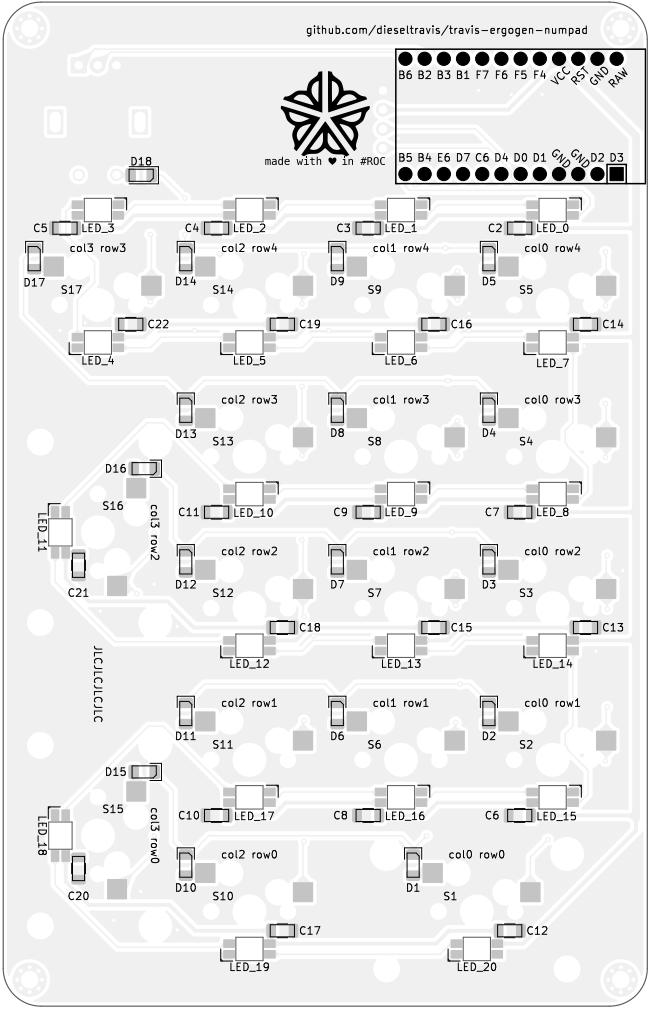 github.com/dieseltravis/travis-ergogen-numpad
B6 B2 B3 B1 F7 F6 F5 F4 VCC RST GND RAW
B5 B4 E6 D7 C6 D4 D0 D1 GND GND D2 D3
made with ♥ in #ROC
D18
LED_3 LED_2 LED_1 LED_0
C5 C4 C3 C2
col3 row3 col2 row4 col1 row4 col0 row4
D17 D14 D9 D5
S17 S14 S9 S5
C22 C19 C16 C14
LED_4 LED_5 LED_6 LED_7
col2 row3 col1 row3 col0 row3
D13 D8 D4
S13 S8 S4
D16
S16
col3 row2
LED_11
C21
C11 LED_10 C9 LED_9 C7 LED_8
col2 row2 col1 row2 col0 row2
D12 D7 D3
S12 S7 S3
C18 C15 C13
LED_12 LED_13 LED_14
JLCJLCJLCJLC
col2 row1 col1 row1 col0 row1
D11 D6 D2
S11 S6 S2
D15
S15
col3 row0
LED_18
C20
C10 LED_17 C8 LED_16 C6 LED_15
col2 row0 col0 row0
D10 D1
S10 S1
C17 C12
LED_19 LED_20